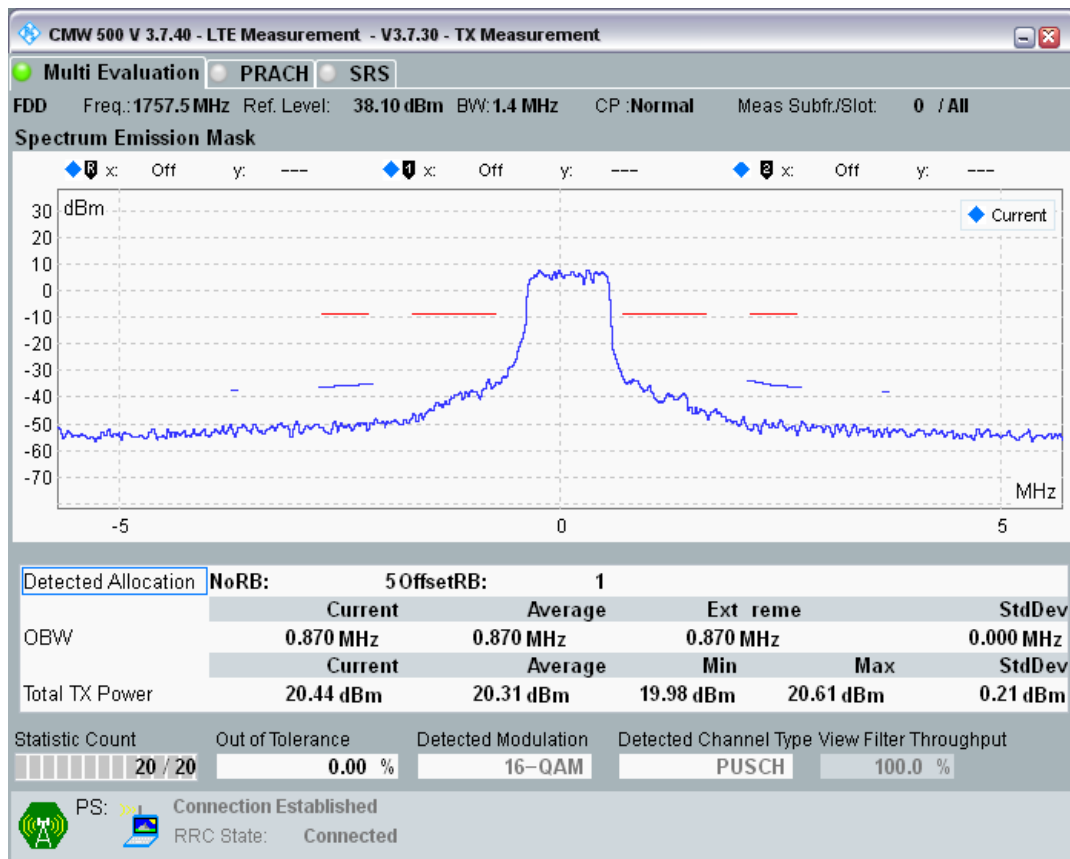 CMW 500 V 3.7.40 - LTE Measurement - V3.7.30 - TX Measurement
Multi Evaluation PRACH SRS
FDD Freq.:1757.5 MHz Ref. Level: 38.10 dBm BW:1.4 MHz CP :Normal Meas Subfr./Slot: 0 / All
Spectrum Emission Mask
R x: Off y: --- 1 x: Off y: --- 2 x: Off y: ---
dBm
Current
30
20
10
0
-10
-20
-30
-40
-50
-60
-70
MHz
-5 0 5
Detected Allocation NoRB: 5 OffsetRB: 1
Current Average Ext reme StdDev
OBW 0.870 MHz 0.870 MHz 0.870 MHz 0.000 MHz
Current Average Min Max StdDev
Total TX Power 20.44 dBm 20.31 dBm 19.98 dBm 20.61 dBm 0.21 dBm
Statistic Count Out of Tolerance Detected Modulation Detected Channel Type View Filter Throughput
20 / 20 0.00 % 16-QAM PUSCH 100.0 %
PS: Connection Established
RRC State: Connected